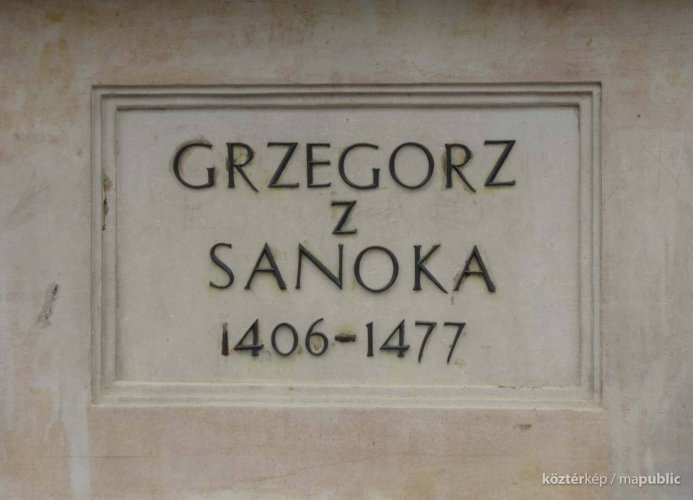 GRZEGORZ
Z
SANOKA
1406-1477
köztérkép / mapublic